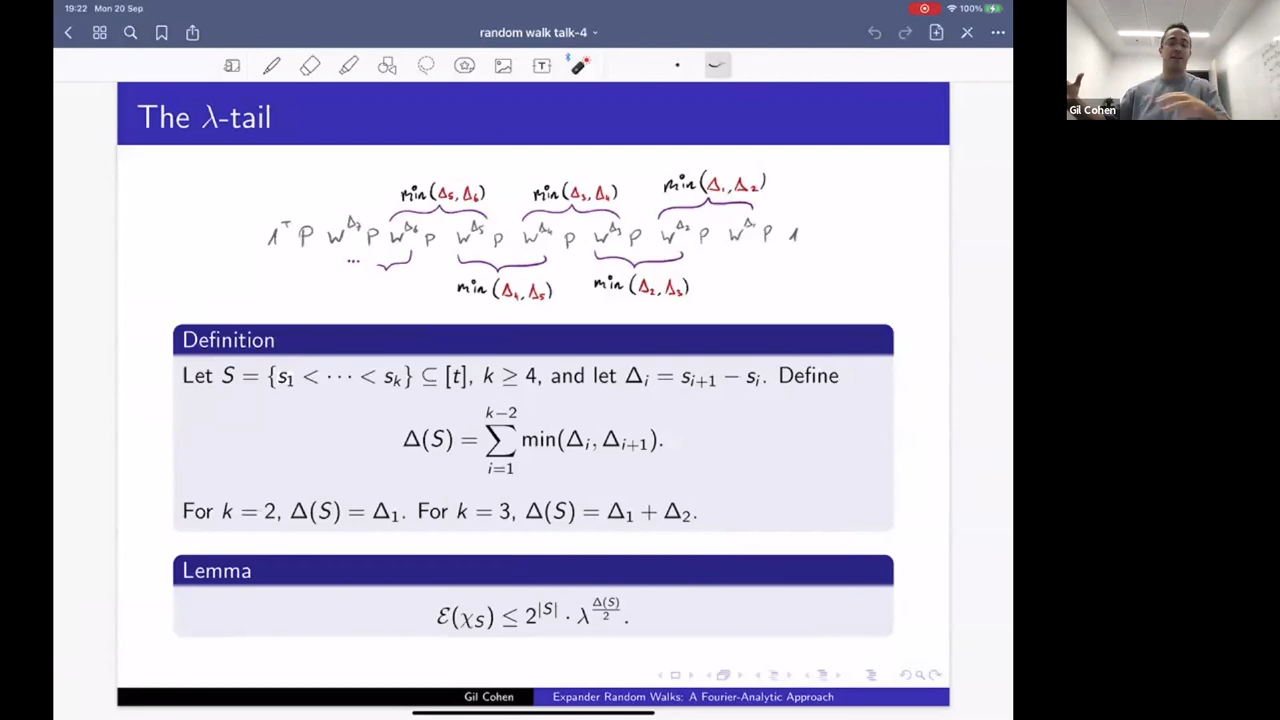 19:22 Mon 20 Sep
100%
random walk talk-4
Gil Cohen
The λ-tail
min(Δ₅, Δ₆) min(Δ₃, Δ₄) min(Δ₁, Δ₂)
1ᵀ P W^Δ₇ P W^Δ₆ P W^Δ₅ P W^Δ₄ P W^Δ₃ P W^Δ₂ P W^Δ₁ P 1
... min(Δ₄, Δ₅) min(Δ₂, Δ₃)
Definition
Let S = {s₁ < ⋯ < sₖ} ⊆ [t], k ≥ 4, and let Δᵢ = sᵢ₊₁ − sᵢ. Define
Δ(S) = ∑_{i=1}^{k−2} min(Δᵢ, Δᵢ₊₁).
For k = 2, Δ(S) = Δ₁. For k = 3, Δ(S) = Δ₁ + Δ₂.
Lemma
ℰ(χ_S) ≤ 2^{|S|} · λ^{Δ(S)/2}.
Gil Cohen Expander Random Walks: A Fourier-Analytic Approach